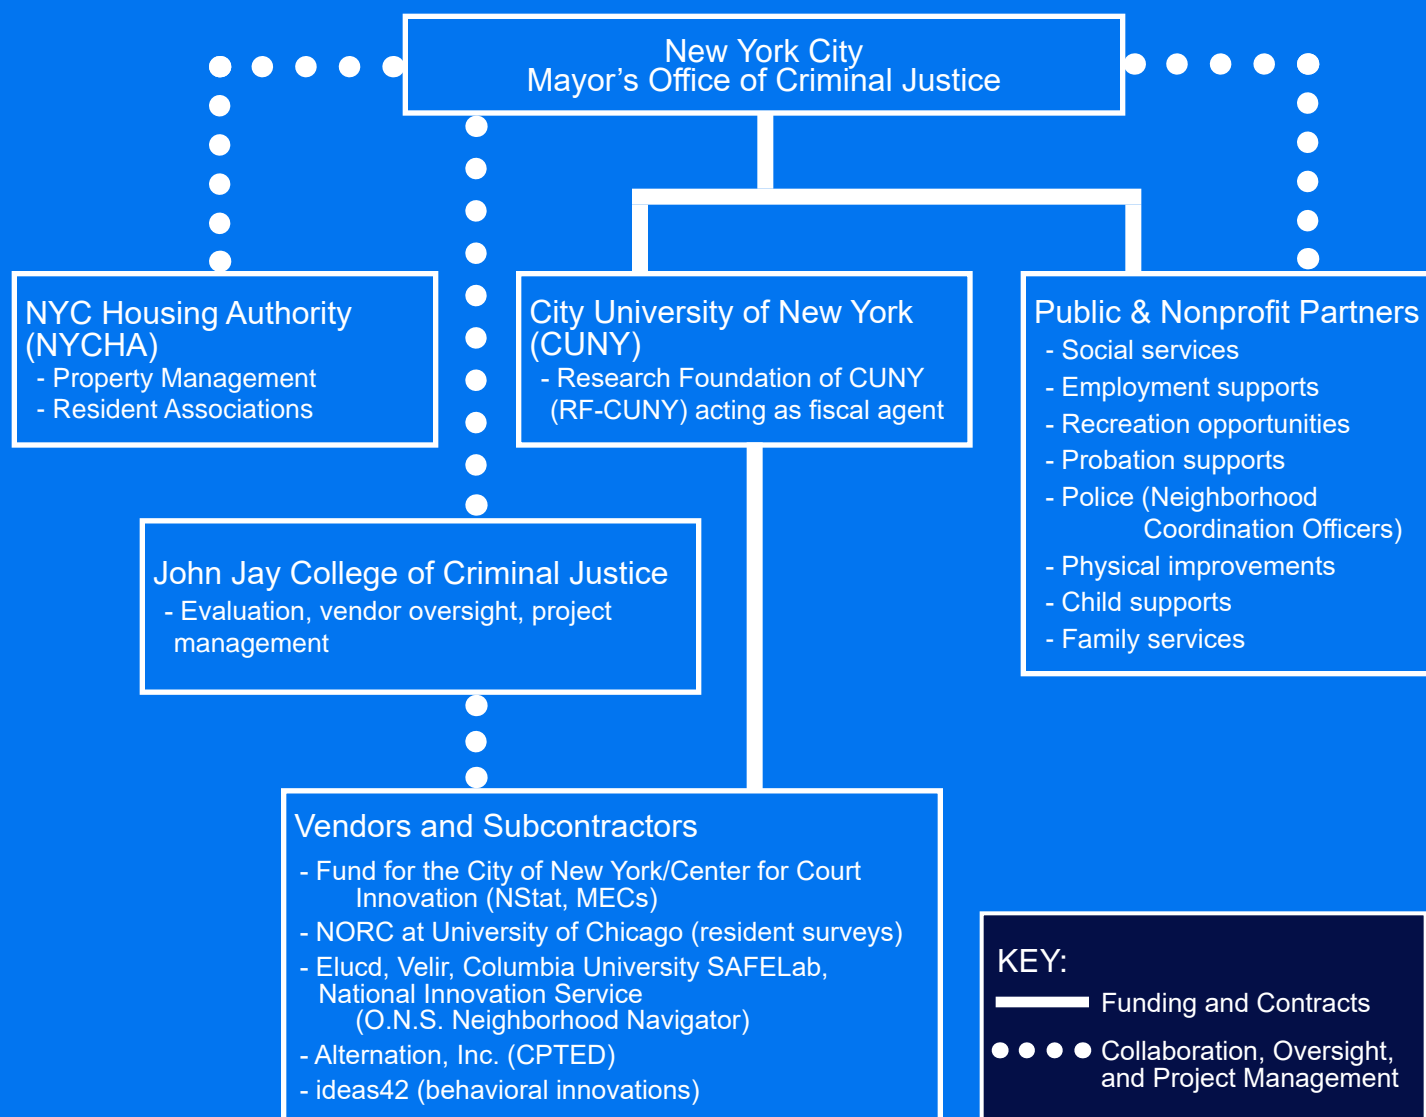 New York City
Mayor’s Office of Criminal Justice
NYC Housing Authority
(NYCHA)
- Property Management
- Resident Associations
City University of New York
(CUNY)
- Research Foundation of CUNY
(RF-CUNY) acting as fiscal agent
Public & Nonprofit Partners
- Social services
- Employment supports
- Recreation opportunities
- Probation supports
- Police (Neighborhood
Coordination Officers)
- Physical improvements
- Child supports
- Family services
John Jay College of Criminal Justice
- Evaluation, vendor oversight, project
management
Vendors and Subcontractors
- Fund for the City of New York/Center for Court
Innovation (NStat, MECs)
- NORC at University of Chicago (resident surveys)
- Elucd, Velir, Columbia University SAFELab,
National Innovation Service
(O.N.S. Neighborhood Navigator)
- Alternation, Inc. (CPTED)
- ideas42 (behavioral innovations)
KEY:
Funding and Contracts
Collaboration, Oversight,
and Project Management